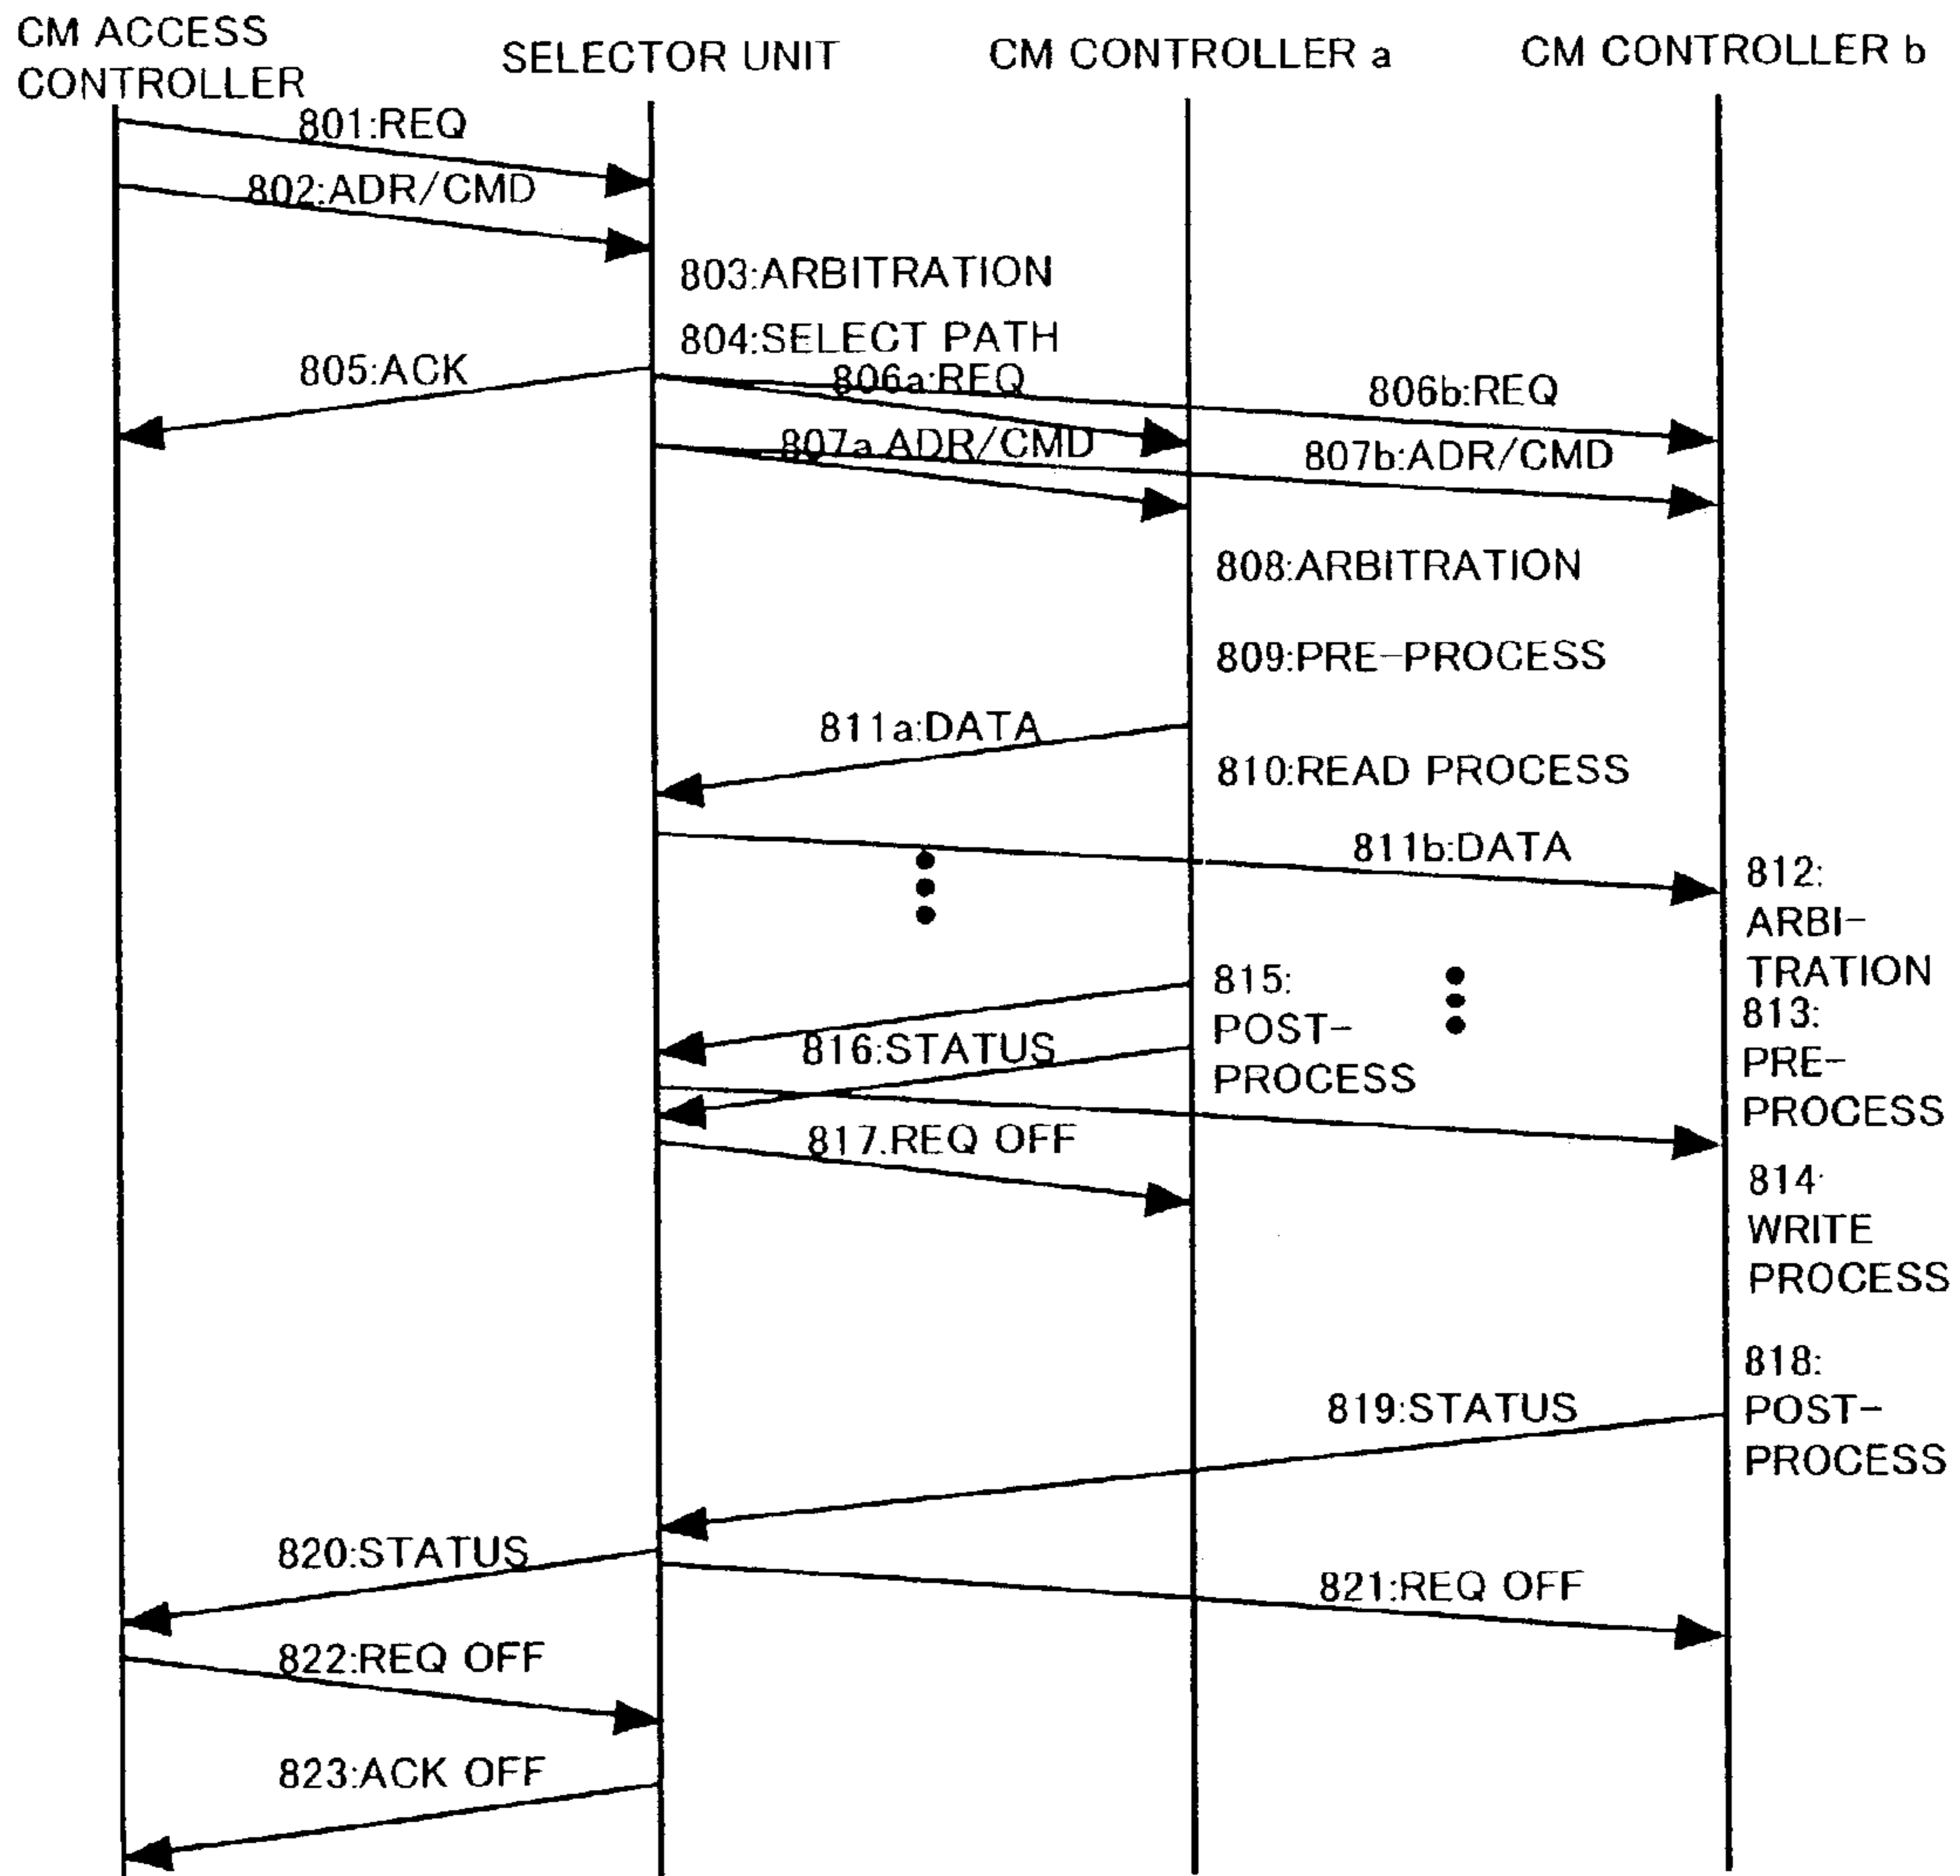 CM ACCESS
CONTROLLER
SELECTOR UNIT
CM CONTROLLER a
CM CONTROLLER b
801:REQ
802:ADR/CMD
803:ARBITRATION
804:SELECT PATH
805:ACK
806a:REQ
806b:REQ
807a.ADR/CMD
807b:ADR/CMD
808:ARBITRATION
809:PRE-PROCESS
811a:DATA
810:READ PROCESS
811b:DATA
812:
ARBI-
TRATION
813:
PRE-
PROCESS
815:
POST-
PROCESS
816:STATUS
817.REQ OFF
814:
WRITE
PROCESS
818:
POST-
PROCESS
819:STATUS
820:STATUS
821:REQ OFF
822:REQ OFF
823:ACK OFF